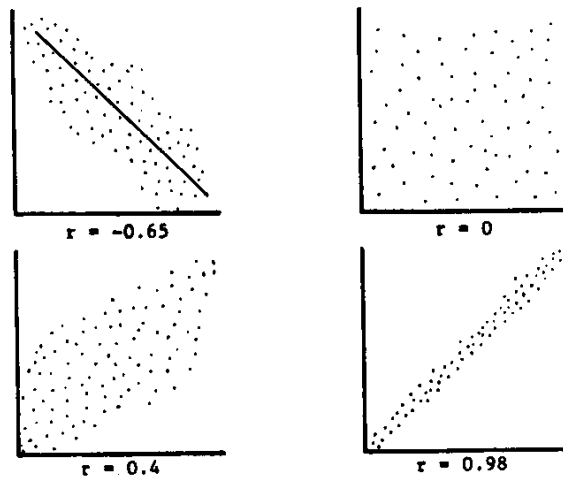 r = -0.65
r = 0
r = 0.4
r = 0.98